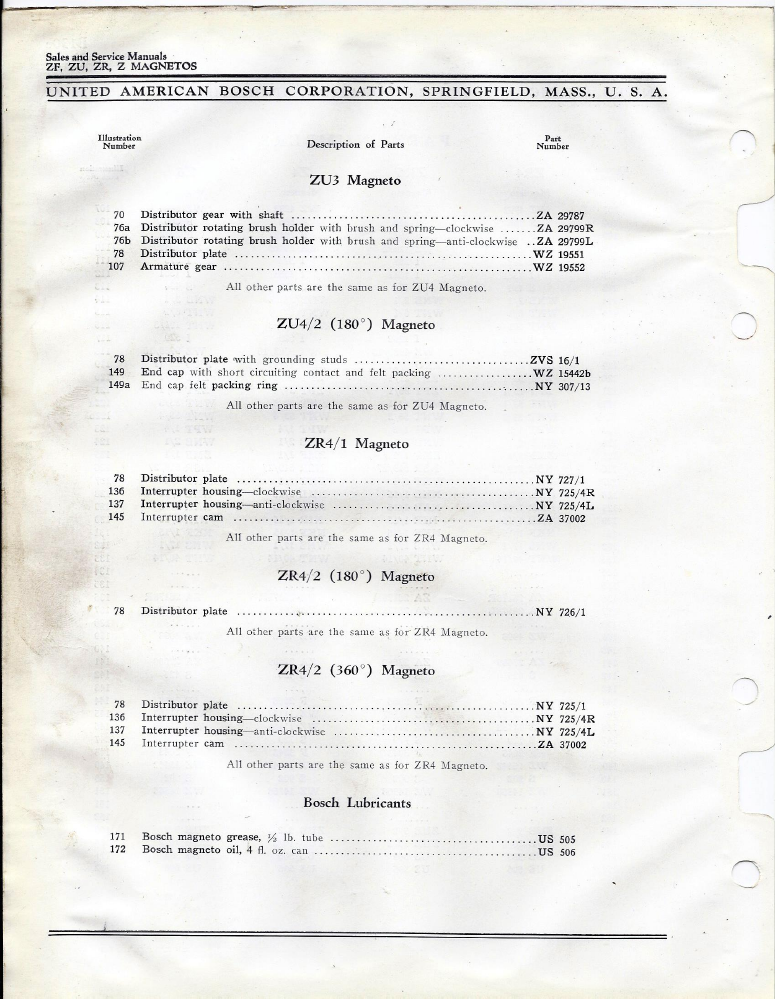 Sales and Service Manuals
ZF, ZU, ZR, Z MAGNETOS
UNITED AMERICAN BOSCH CORPORATION, SPRINGFIELD, MASS., U. S. A.
Illustration Number Description of Parts Part Number
ZU3 Magneto
70 Distributor gear with shaft ZA 29787
76a Distributor rotating brush holder with brush and spring—clockwise ZA 29799R
76b Distributor rotating brush holder with brush and spring—anti-clockwise ZA 29799L
78 Distributor plate WZ 19551
107 Armature gear WZ 19552
All other parts are the same as for ZU4 Magneto.
ZU4/2 (180°) Magneto
78 Distributor plate with grounding studs ZVS 16/1
149 End cap with short circuiting contact and felt packing WZ 15442b
149a End cap felt packing ring NY 307/13
All other parts are the same as for ZU4 Magneto.
ZR4/1 Magneto
78 Distributor plate NY 727/1
136 Interrupter housing—clockwise NY 725/4R
137 Interrupter housing—anti-clockwise NY 725/4L
145 Interrupter cam ZA 37002
All other parts are the same as for ZR4 Magneto.
ZR4/2 (180°) Magneto
78 Distributor plate NY 726/1
All other parts are the same as for ZR4 Magneto.
ZR4/2 (360°) Magneto
78 Distributor plate NY 725/1
136 Interrupter housing—clockwise NY 725/4R
137 Interrupter housing—anti-clockwise NY 725/4L
145 Interrupter cam ZA 37002
All other parts are the same as for ZR4 Magneto.
Bosch Lubricants
171 Bosch magneto grease, ½ lb. tube US 505
172 Bosch magneto oil, 4 fl. oz. can US 506